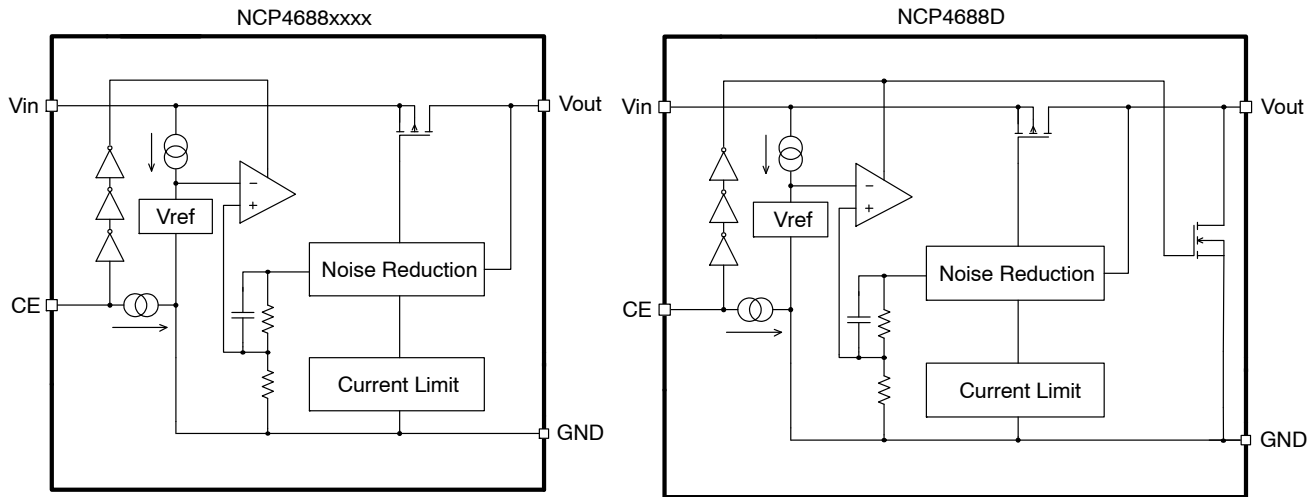 NCP4688xxxx
Vin
Vout
−
+
Vref
Noise Reduction
CE
Current Limit
GND
NCP4688D
Vin
Vout
−
+
Vref
Noise Reduction
CE
Current Limit
GND